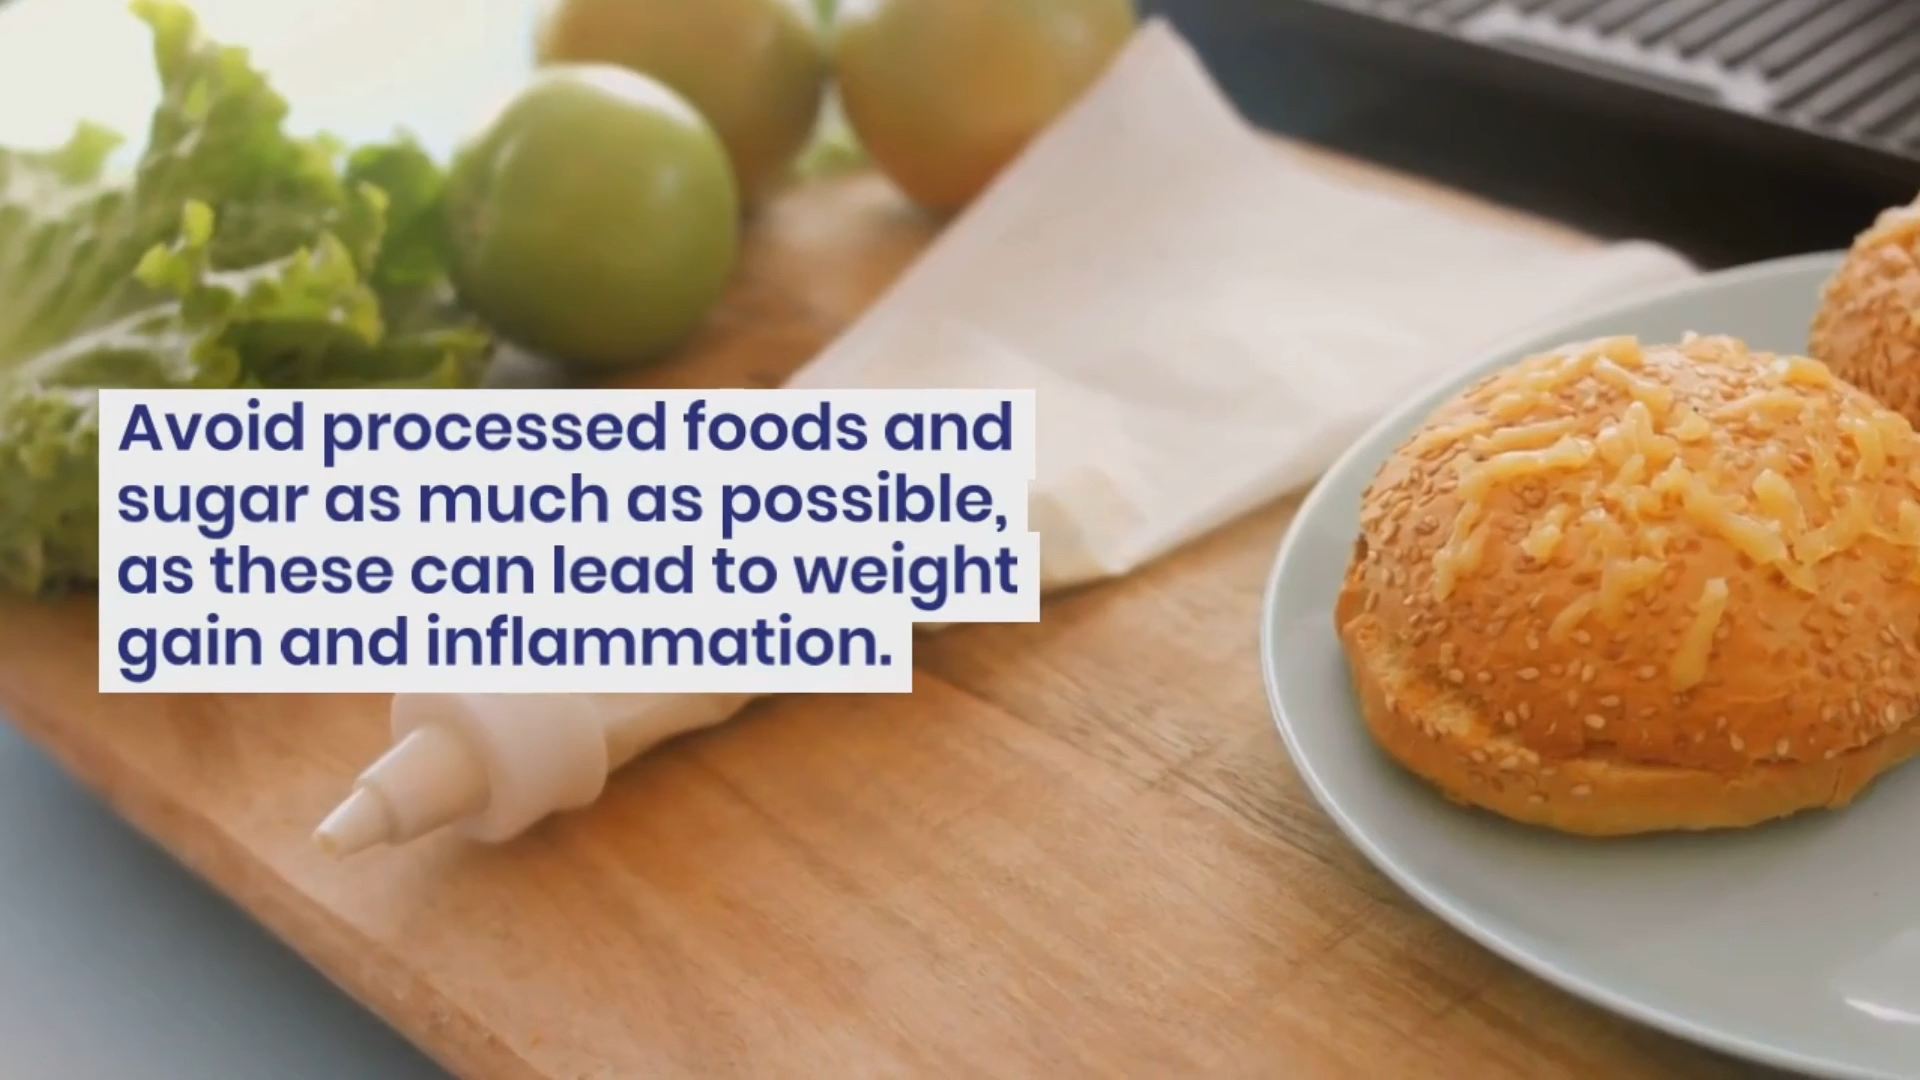 Avoid processed foods and
sugar as much as possible,
as these can lead to weight
gain and inflammation.